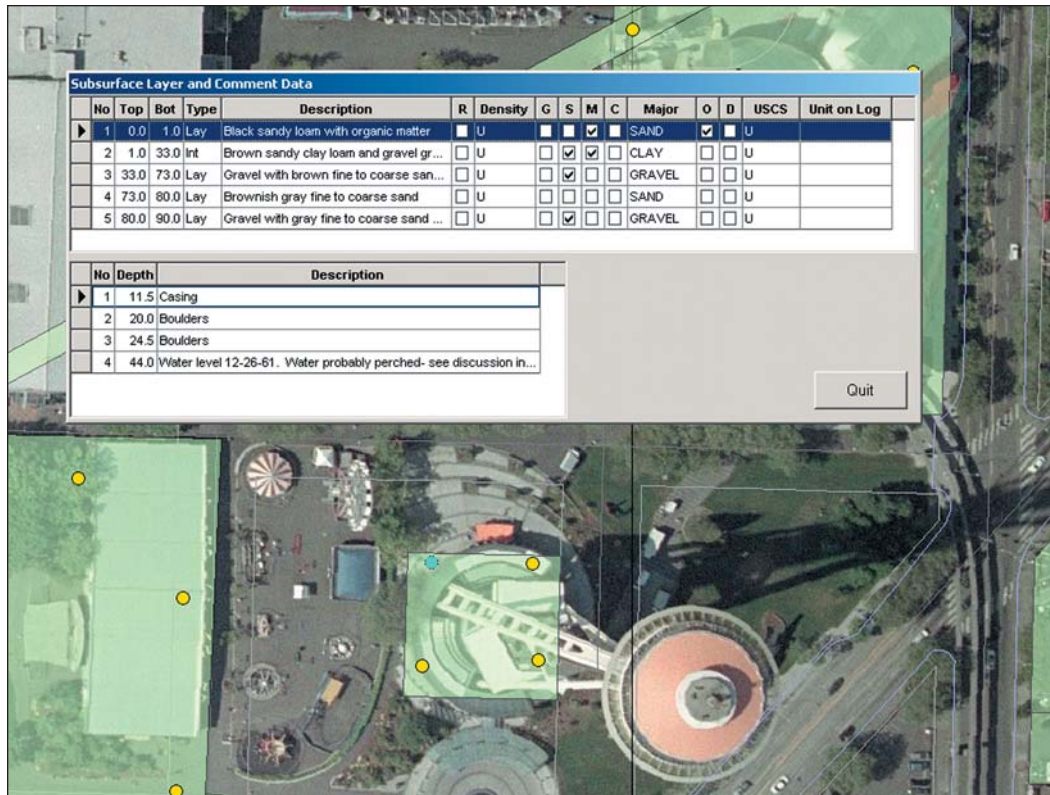 Subsurface Layer and Comment Data
No Top Bot Type Description R Density G S M C Major O D USCS Unit on Log
1 0.0 1.0 Lay Black sandy loam with organic matter U SAND U
2 1.0 33.0 Int Brown sandy clay loam and gravel gr... U CLAY U
3 33.0 73.0 Lay Gravel with brown fine to coarse san... U GRAVEL U
4 73.0 80.0 Lay Brownish gray fine to coarse sand U SAND U
5 80.0 90.0 Lay Gravel with gray fine to coarse sand ... U GRAVEL U
No Depth Description
1 11.5 Casing
2 20.0 Boulders
3 24.5 Boulders
4 44.0 Water level 12-26-61. Water probably perched- see discussion in...
Quit